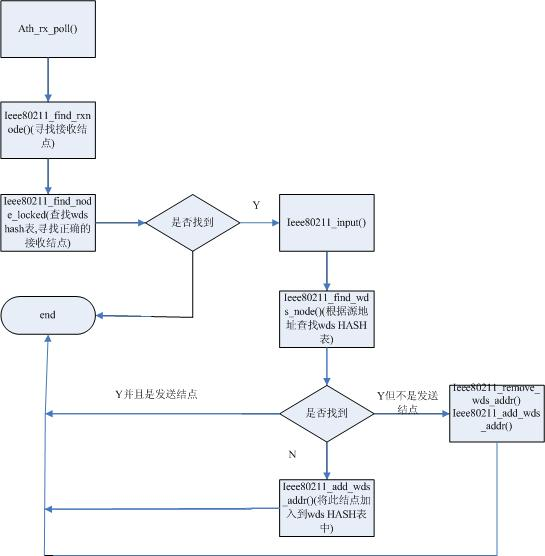 Ath_rx_poll()
Ieee80211_find_rxn
ode()(寻找接收结
点)
Ieee80211_find_no
de_locked(查找wds
hash表,寻找正确的
接收结点)
是否找到
Y
Ieee80211_input()
end
Ieee80211_find_wd
s_node()(根据源地
址查找wds HASH
表)
Y并且是发送结点
是否找到
Y但不是发送
结点
Ieee80211_remove_
wds_addr()
Ieee80211_add_wds
_addr()
N
Ieee80211_add_wds
_addr()(将此结点加
入到wds HASH表
中)